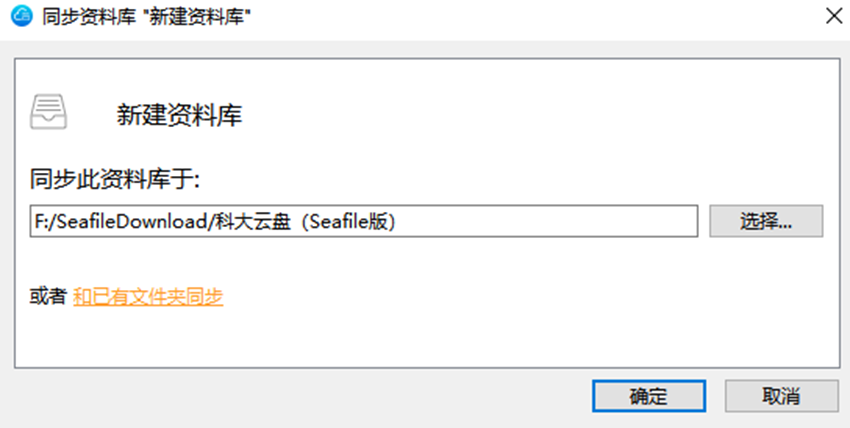 同步资料库 "新建资料库"
新建资料库
同步此资料库于:
F:/SeafileDownload/科大云盘（Seafile版）
选择...
或者 和已有文件夹同步
确定
取消